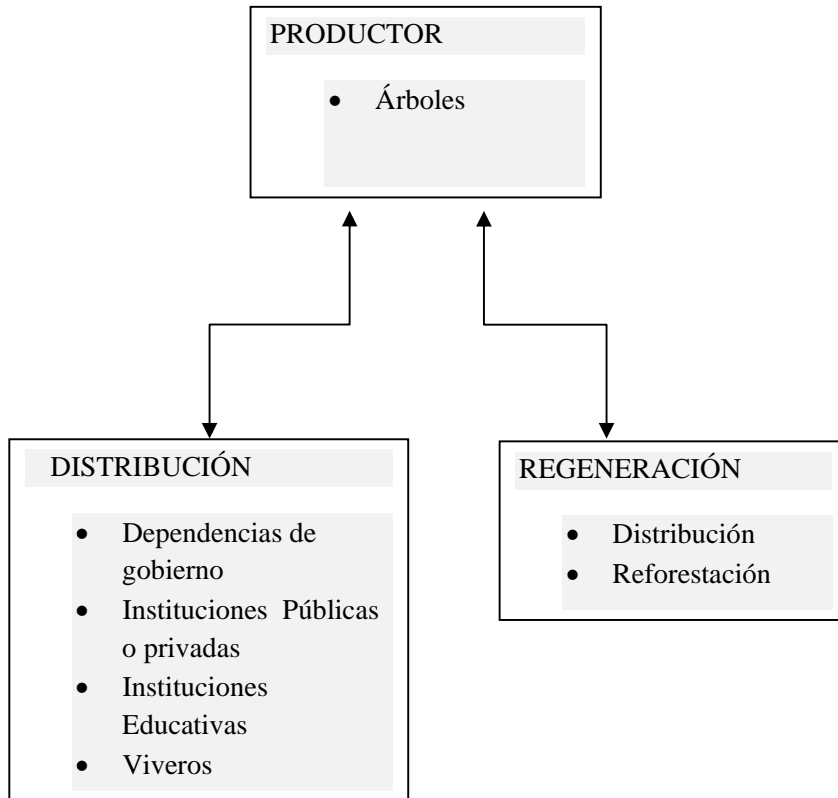 PRODUCTOR
• Árboles
DISTRIBUCIÓN
• Dependencias de
gobierno
• Instituciones Públicas
o privadas
• Instituciones
Educativas
• Viveros
REGENERACIÓN
• Distribución
• Reforestación